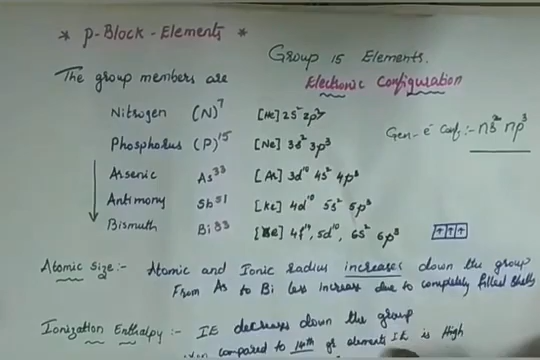 * p-Block-Elements *
Group 15 Elements.
The group members are
Electronic Configuration
Nitrogen (N)⁷ [He] 2s² 2p³
Phosphorus (P)¹⁵ [Ne] 3s² 3p³
Gen- e⁻ Conf:- ns² np³
Arsenic As³³ [Ar] 3d¹⁰ 4s² 4p³
Antimony Sb⁵¹ [Kr] 4d¹⁰ 5s² 5p³
Bismuth Bi⁸³ [Xe] 4f¹⁴, 5d¹⁰, 6s² 6p³ ↑ ↑ ↑
Atomic Size:- Atomic and Ionic radius increases down the group
From As to Bi less increase due to completely filled shells
Ionization Enthalpy:- IE decrease down the group
when compared to 14th gr elements IE is High